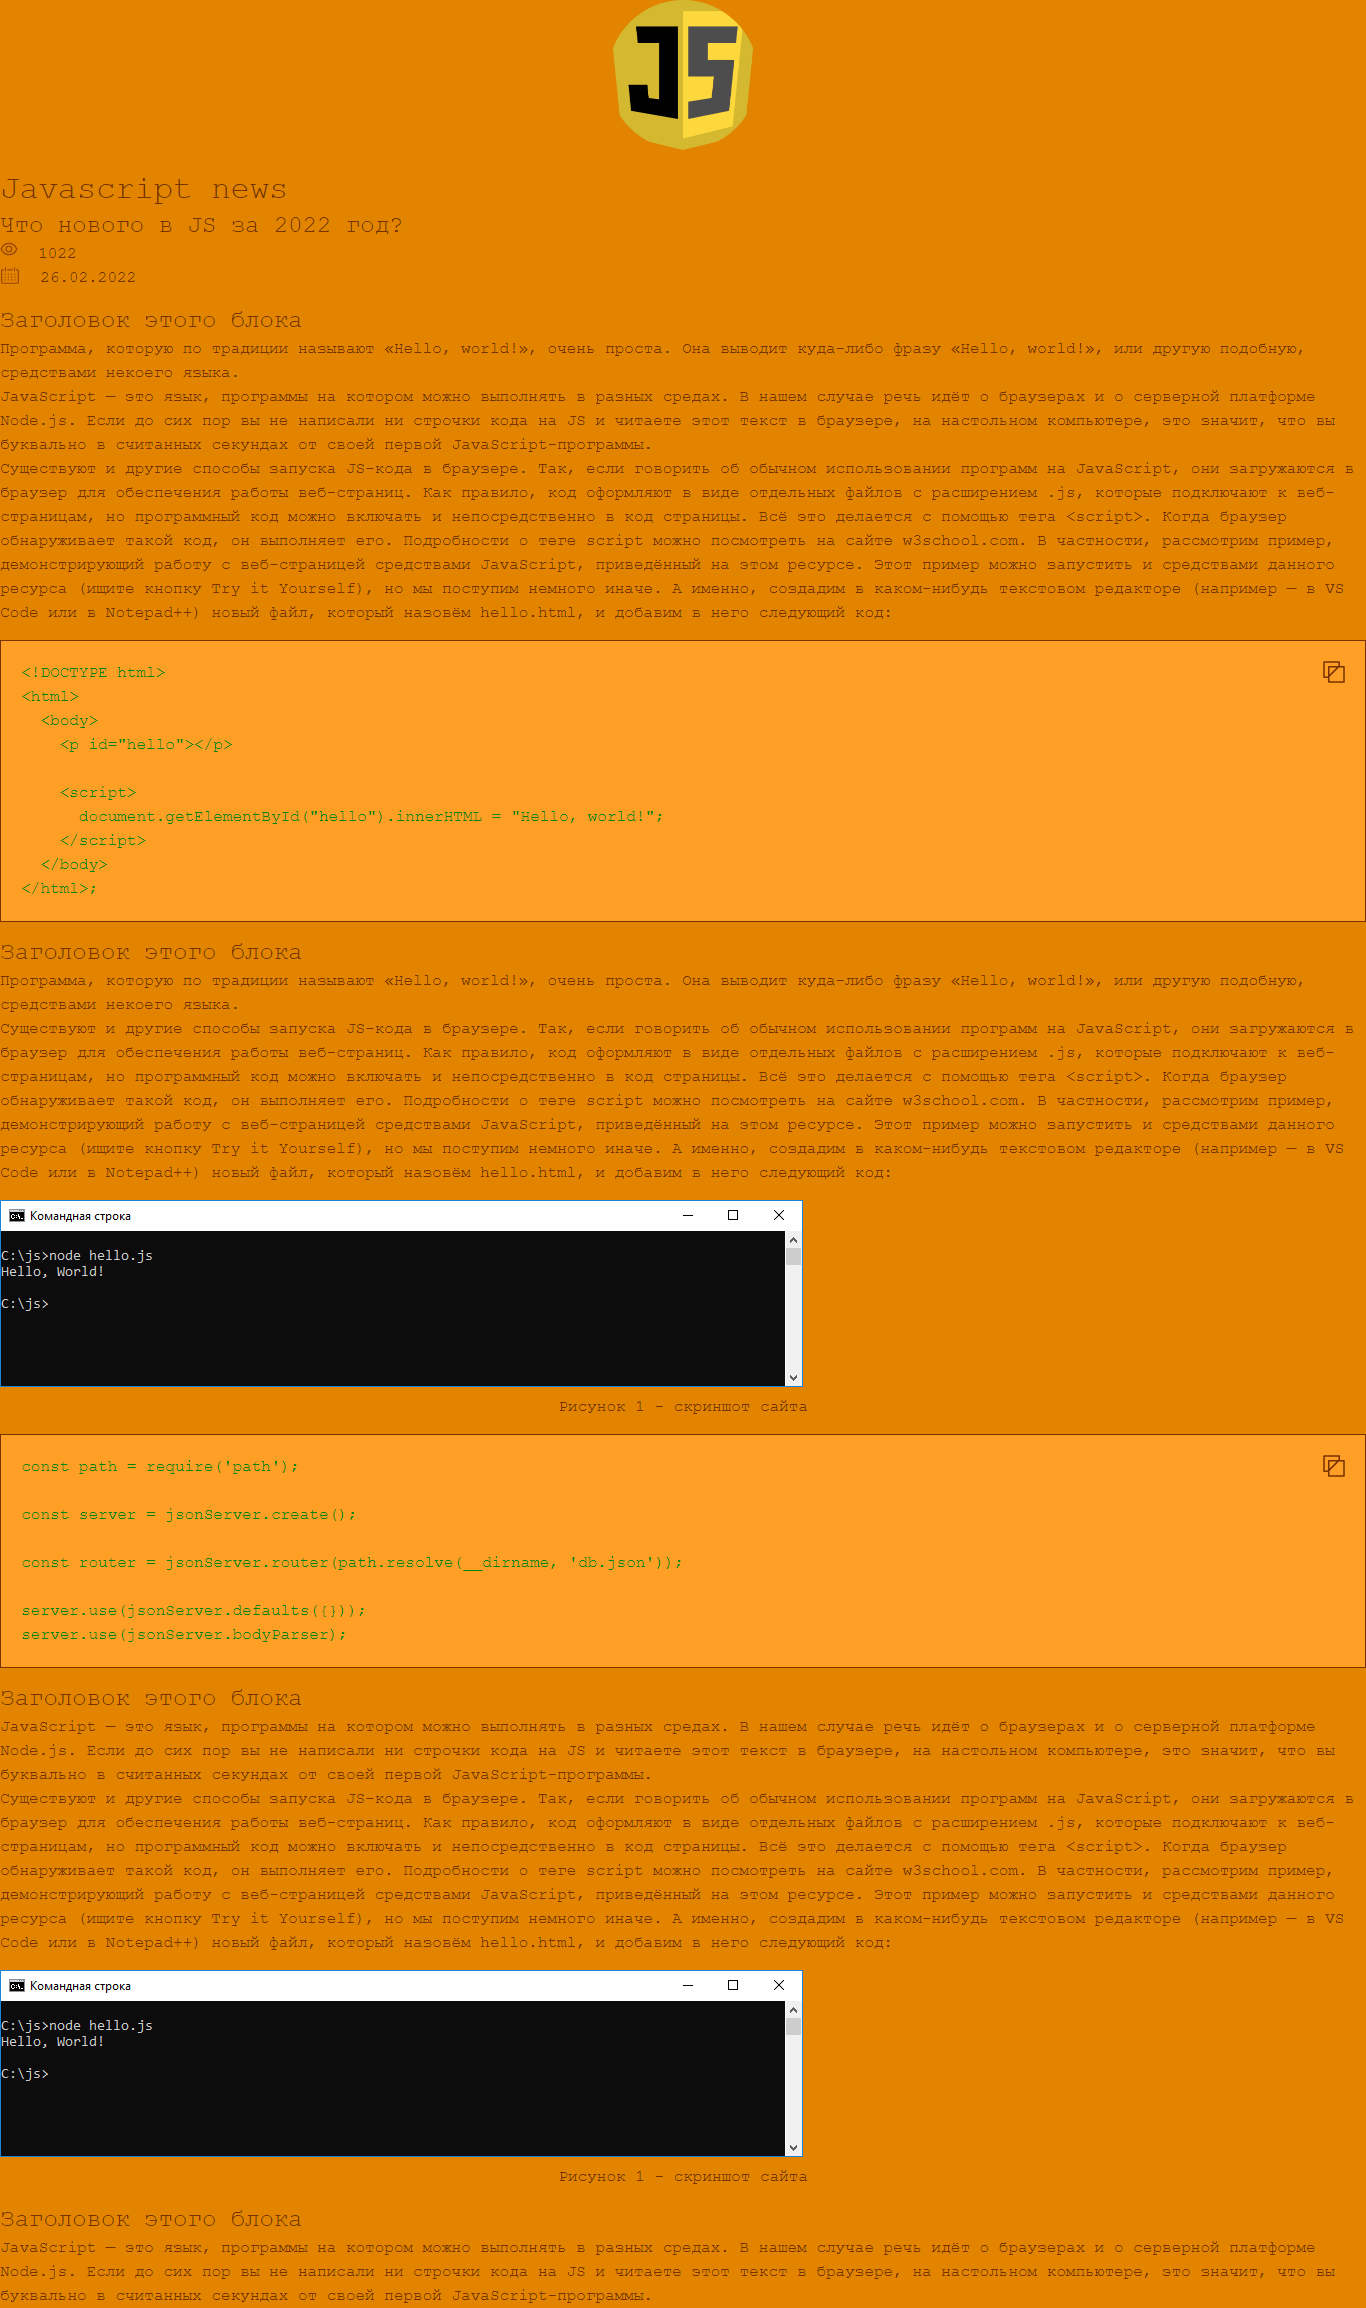 JS
Javascript news
Что нового в JS за 2022 год?
1022
26.02.2022
Заголовок этого блока
Программа, которую по традиции называют «Hello, world!», очень проста. Она выводит куда-либо фразу «Hello, world!», или другую подобную,
средствами некоего языка.
JavaScript — это язык, программы на котором можно выполнять в разных средах. В нашем случае речь идёт о браузерах и о серверной платформе
Node.js. Если до сих пор вы не написали ни строчки кода на JS и читаете этот текст в браузере, на настольном компьютере, это значит, что вы
буквально в считанных секундах от своей первой JavaScript-программы.
Существуют и другие способы запуска JS-кода в браузере. Так, если говорить об обычном использовании программ на JavaScript, они загружаются в
браузер для обеспечения работы веб-страниц. Как правило, код оформляют в виде отдельных файлов с расширением .js, которые подключают к веб-
страницам, но программный код можно включать и непосредственно в код страницы. Всё это делается с помощью тега <script>. Когда браузер
обнаруживает такой код, он выполняет его. Подробности о теге script можно посмотреть на сайте w3school.com. В частности, рассмотрим пример,
демонстрирующий работу с веб-страницей средствами JavaScript, приведённый на этом ресурсе. Этот пример можно запустить и средствами данного
ресурса (ищите кнопку Try it Yourself), но мы поступим немного иначе. А именно, создадим в каком-нибудь текстовом редакторе (например — в VS
Code или в Notepad++) новый файл, который назовём hello.html, и добавим в него следующий код:
<!DOCTYPE html>
<html>
  <body>
    <p id="hello"></p>

    <script>
      document.getElementById("hello").innerHTML = "Hello, world!";
    </script>
  </body>
</html>;
Заголовок этого блока
Программа, которую по традиции называют «Hello, world!», очень проста. Она выводит куда-либо фразу «Hello, world!», или другую подобную,
средствами некоего языка.
Существуют и другие способы запуска JS-кода в браузере. Так, если говорить об обычном использовании программ на JavaScript, они загружаются в
браузер для обеспечения работы веб-страниц. Как правило, код оформляют в виде отдельных файлов с расширением .js, которые подключают к веб-
страницам, но программный код можно включать и непосредственно в код страницы. Всё это делается с помощью тега <script>. Когда браузер
обнаруживает такой код, он выполняет его. Подробности о теге script можно посмотреть на сайте w3school.com. В частности, рассмотрим пример,
демонстрирующий работу с веб-страницей средствами JavaScript, приведённый на этом ресурсе. Этот пример можно запустить и средствами данного
ресурса (ищите кнопку Try it Yourself), но мы поступим немного иначе. А именно, создадим в каком-нибудь текстовом редакторе (например — в VS
Code или в Notepad++) новый файл, который назовём hello.html, и добавим в него следующий код:
Командная строка
C:\js>node hello.js
Hello, World!
C:\js>
Рисунок 1 - скриншот сайта
const path = require('path');

const server = jsonServer.create();

const router = jsonServer.router(path.resolve(__dirname, 'db.json'));

server.use(jsonServer.defaults({}));
server.use(jsonServer.bodyParser);
Заголовок этого блока
JavaScript — это язык, программы на котором можно выполнять в разных средах. В нашем случае речь идёт о браузерах и о серверной платформе
Node.js. Если до сих пор вы не написали ни строчки кода на JS и читаете этот текст в браузере, на настольном компьютере, это значит, что вы
буквально в считанных секундах от своей первой JavaScript-программы.
Существуют и другие способы запуска JS-кода в браузере. Так, если говорить об обычном использовании программ на JavaScript, они загружаются в
браузер для обеспечения работы веб-страниц. Как правило, код оформляют в виде отдельных файлов с расширением .js, которые подключают к веб-
страницам, но программный код можно включать и непосредственно в код страницы. Всё это делается с помощью тега <script>. Когда браузер
обнаруживает такой код, он выполняет его. Подробности о теге script можно посмотреть на сайте w3school.com. В частности, рассмотрим пример,
демонстрирующий работу с веб-страницей средствами JavaScript, приведённый на этом ресурсе. Этот пример можно запустить и средствами данного
ресурса (ищите кнопку Try it Yourself), но мы поступим немного иначе. А именно, создадим в каком-нибудь текстовом редакторе (например — в VS
Code или в Notepad++) новый файл, который назовём hello.html, и добавим в него следующий код:
Командная строка
C:\js>node hello.js
Hello, World!
C:\js>
Рисунок 1 - скриншот сайта
Заголовок этого блока
JavaScript — это язык, программы на котором можно выполнять в разных средах. В нашем случае речь идёт о браузерах и о серверной платформе
Node.js. Если до сих пор вы не написали ни строчки кода на JS и читаете этот текст в браузере, на настольном компьютере, это значит, что вы
буквально в считанных секундах от своей первой JavaScript-программы.